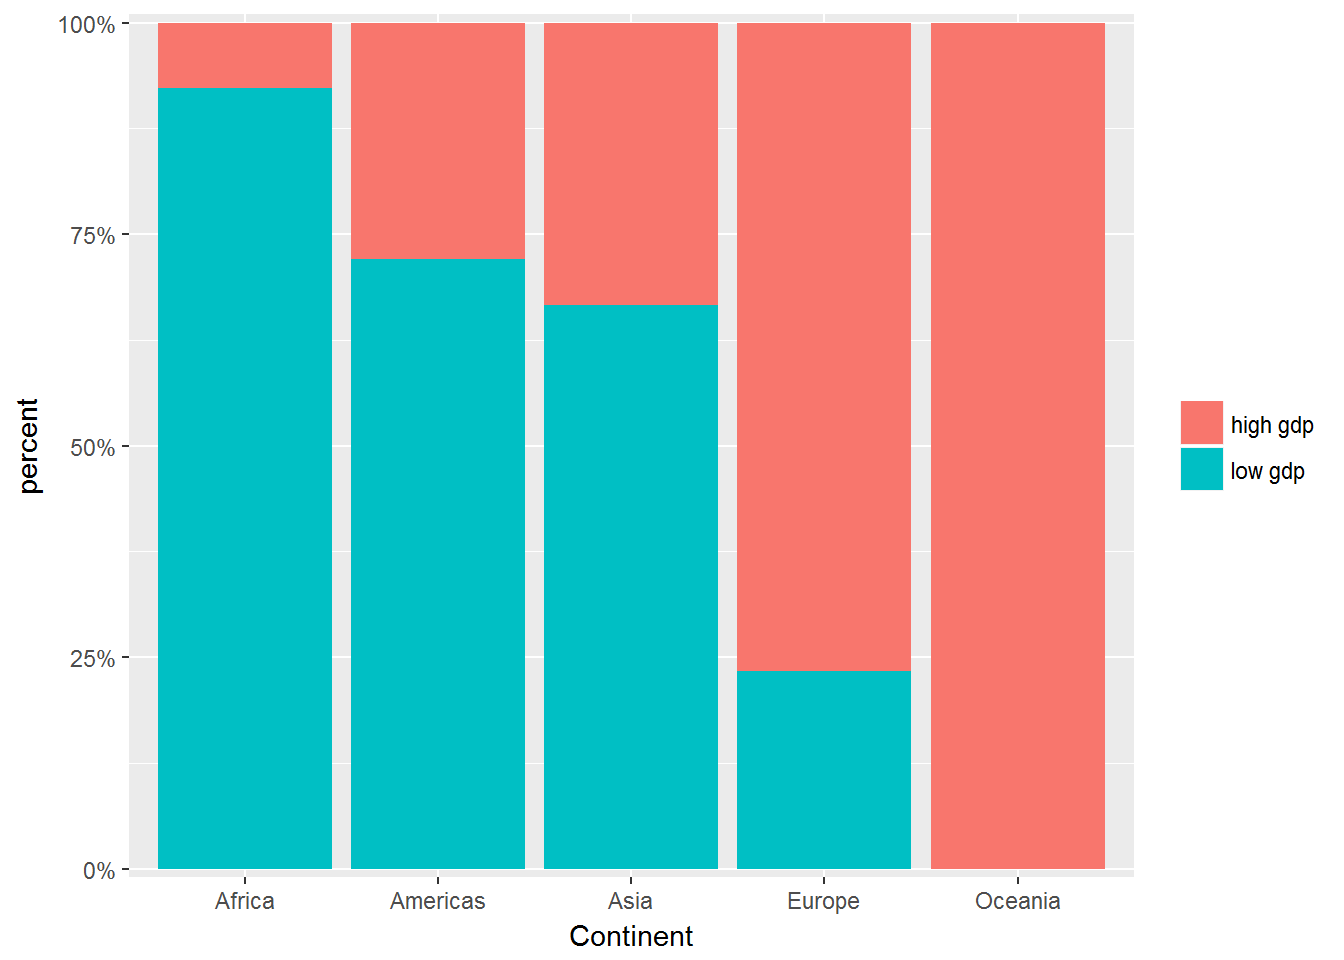 100%
75%
50%
25%
0%
percent
Africa Americas Asia Europe Oceania
Continent
high gdp
low gdp